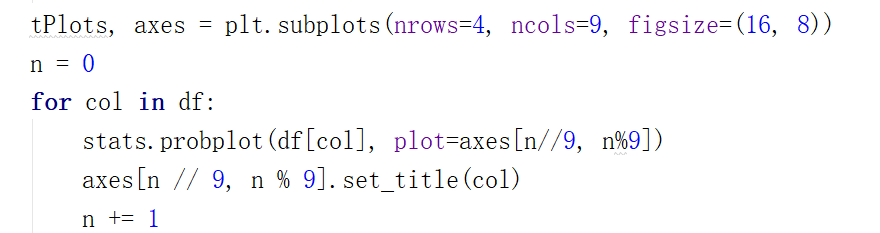 tPlots, axes = plt.subplots(nrows=4, ncols=9, figsize=(16, 8))
n = 0
for col in df:
    stats.probplot(df[col], plot=axes[n//9, n%9])
    axes[n // 9, n % 9].set_title(col)
    n += 1